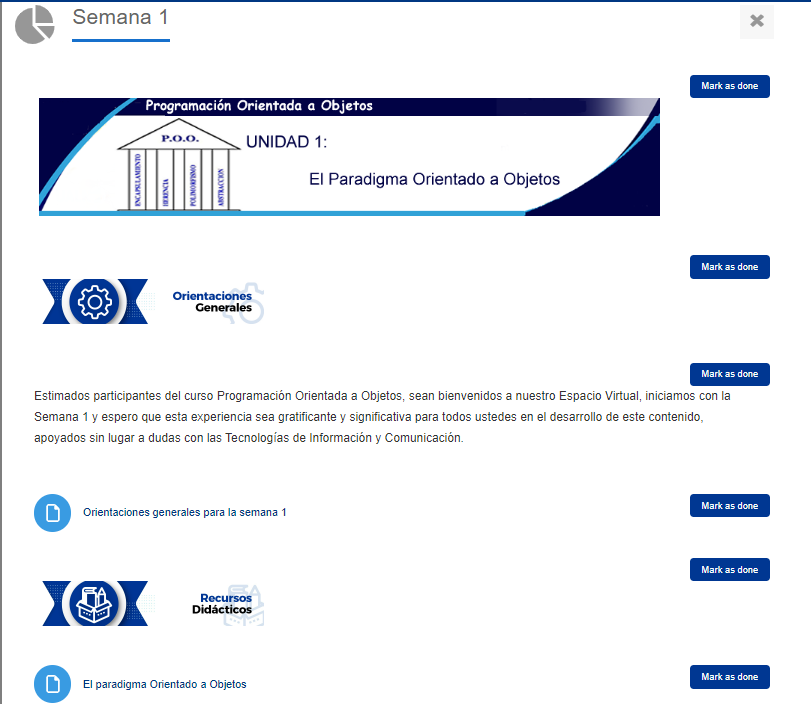 Semana 1
Mark as done
Programación Orientada a Objetos
P.O.O.
UNIDAD 1:
ENCAPSULAMIENTO
HERENCIA
POLIMORFISMO
ABSTRACCION
El Paradigma Orientado a Objetos
Mark as done
Orientaciones
Generales
Mark as done
Estimados participantes del curso Programación Orientada a Objetos, sean bienvenidos a nuestro Espacio Virtual, iniciamos con la
Semana 1 y espero que esta experiencia sea gratificante y significativa para todos ustedes en el desarrollo de este contenido,
apoyados sin lugar a dudas con las Tecnologías de Información y Comunicación.
Orientaciones generales para la semana 1
Mark as done
Mark as done
Recursos
Didácticos
El paradigma Orientado a Objetos
Mark as done